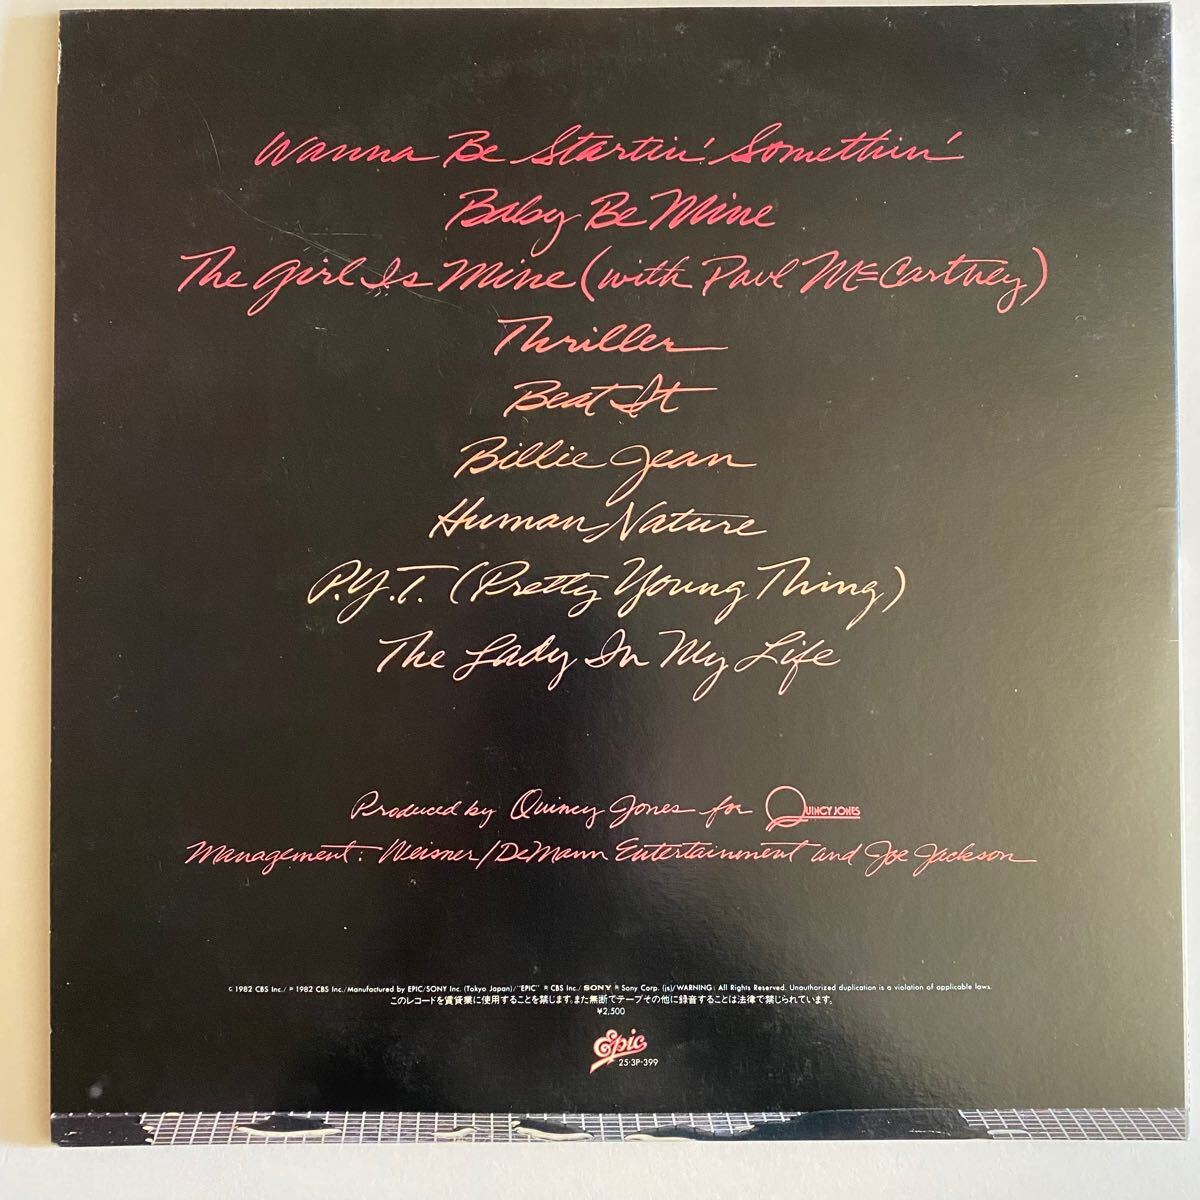 Wanna Be Startin' Somethin'
Baby Be Mine
The Girl Is Mine (with Paul McCartney)
Thriller
Beat It
Billie Jean
Human Nature
P.Y.T. (Pretty Young Thing)
The Lady In My Life
Produced by Quincy Jones for QUINCY JONES
Management: Weisner/DeMann Entertainment and Joe Jackson
© 1982 CBS Inc./℗ 1982 CBS Inc./Manufactured by EPIC/SONY Inc. (Tokyo Japan)/"EPIC" ® CBS Inc./SONY ® Sony Corp. (js)/WARNING: All Rights Reserved. Unauthorized duplication is a violation of applicable laws.
このレコードを賃貸業に使用することを禁じます。また無断でテープその他に録音することは法律で禁じられています。
¥2,500
Epic
25・3P-399